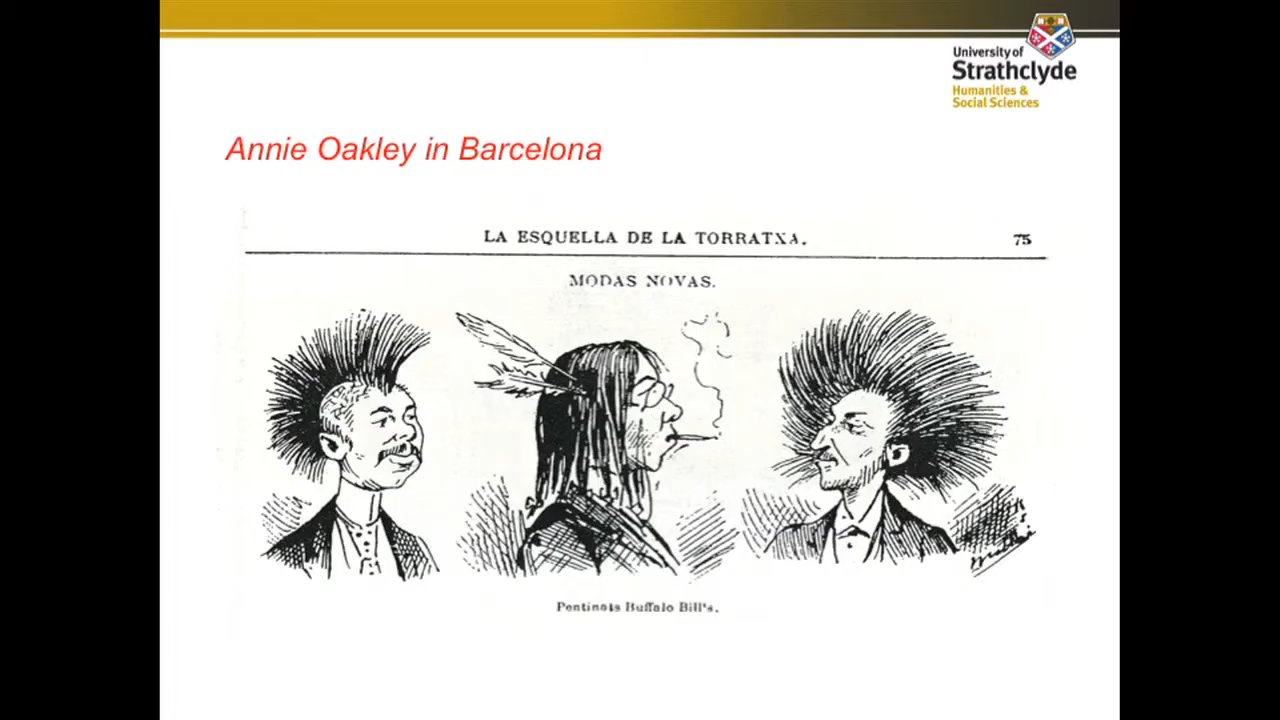 University of
Strathclyde
Humanities &
Social Sciences
Annie Oakley in Barcelona
LA ESQUELLA DE LA TORRATXA.
75
MODAS NOVAS.
Pentinats Buffalo Bill's.